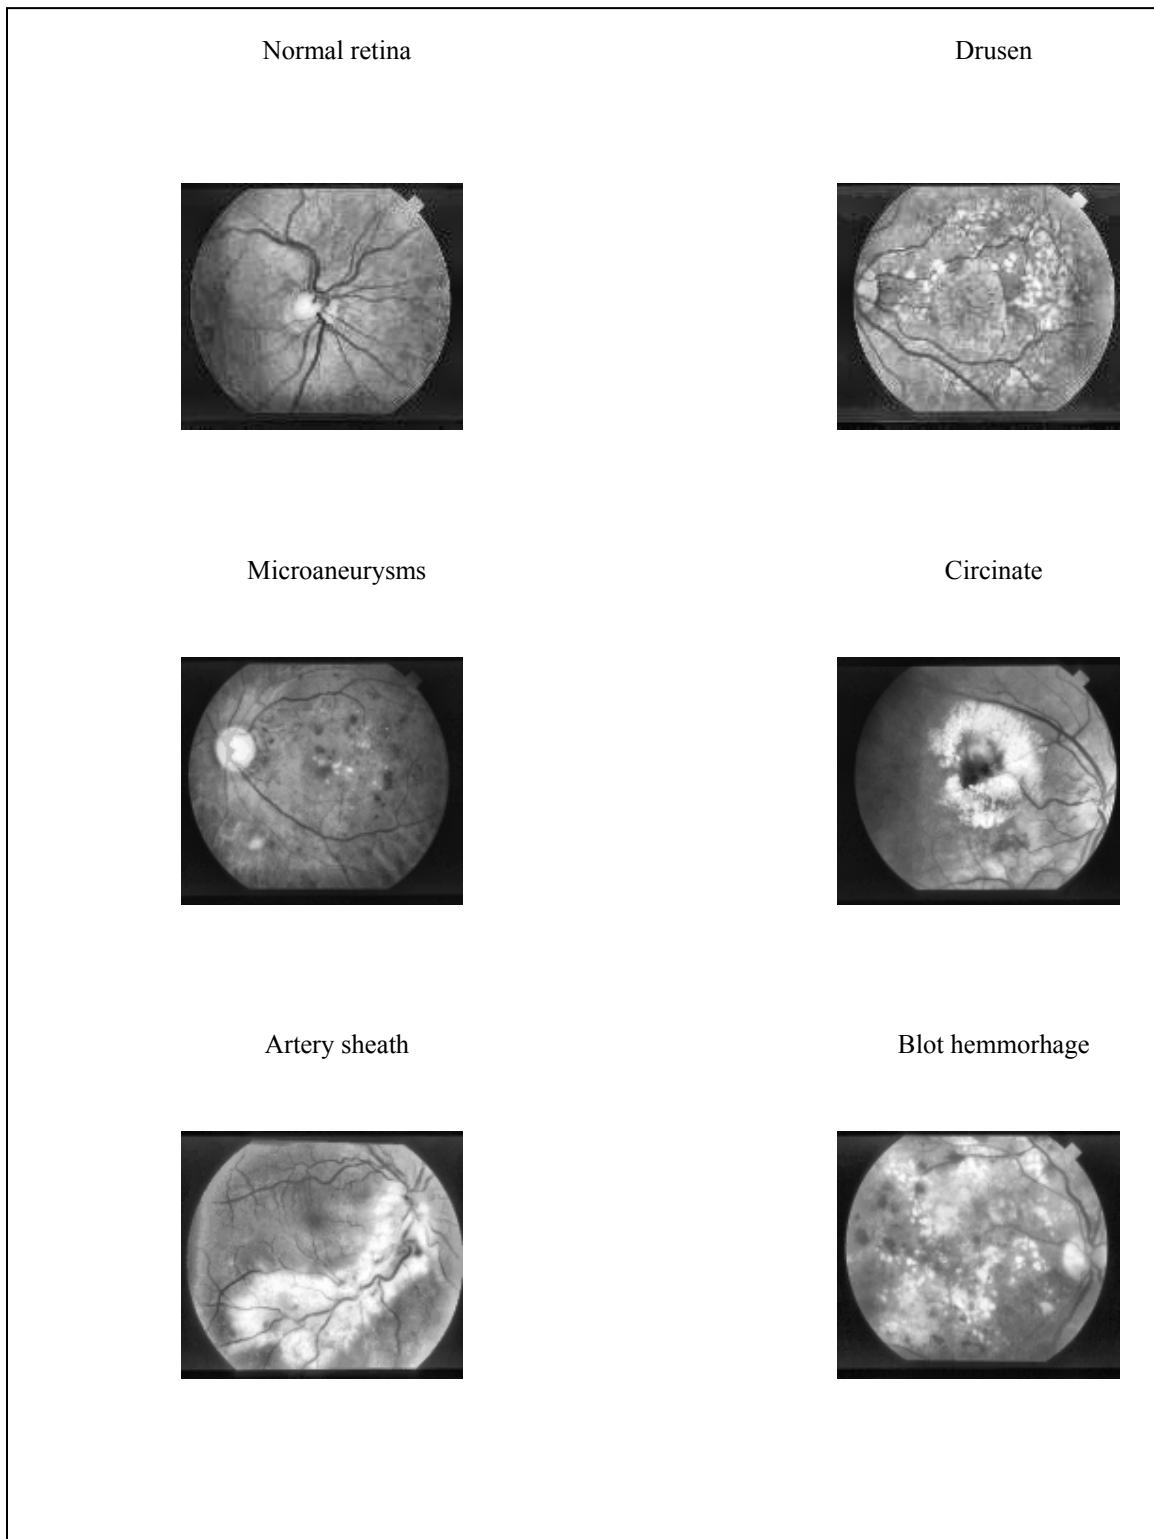 Normal retina
Drusen
Microaneurysms
Circinate
Artery sheath
Blot hemmorhage